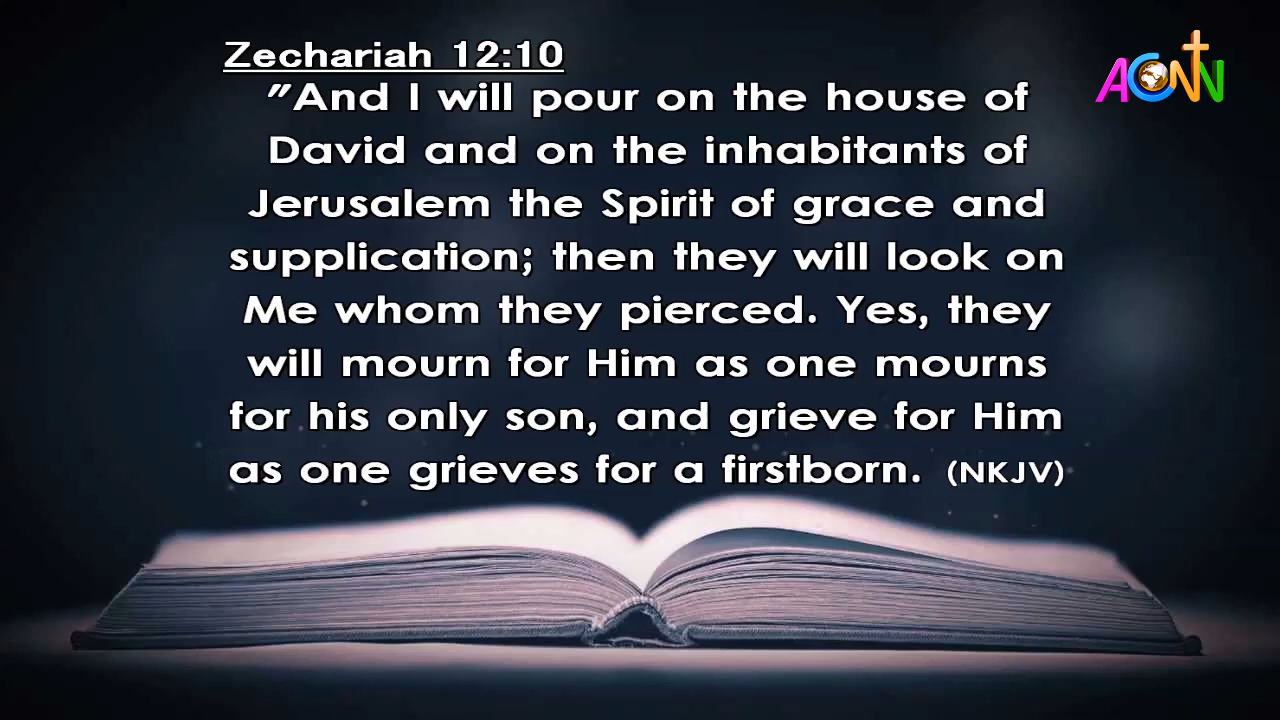 Zechariah 12:10
"And I will pour on the house of
David and on the inhabitants of
Jerusalem the Spirit of grace and
supplication; then they will look on
Me whom they pierced. Yes, they
will mourn for Him as one mourns
for his only son, and grieve for Him
as one grieves for a firstborn. (NKJV)
ACNN